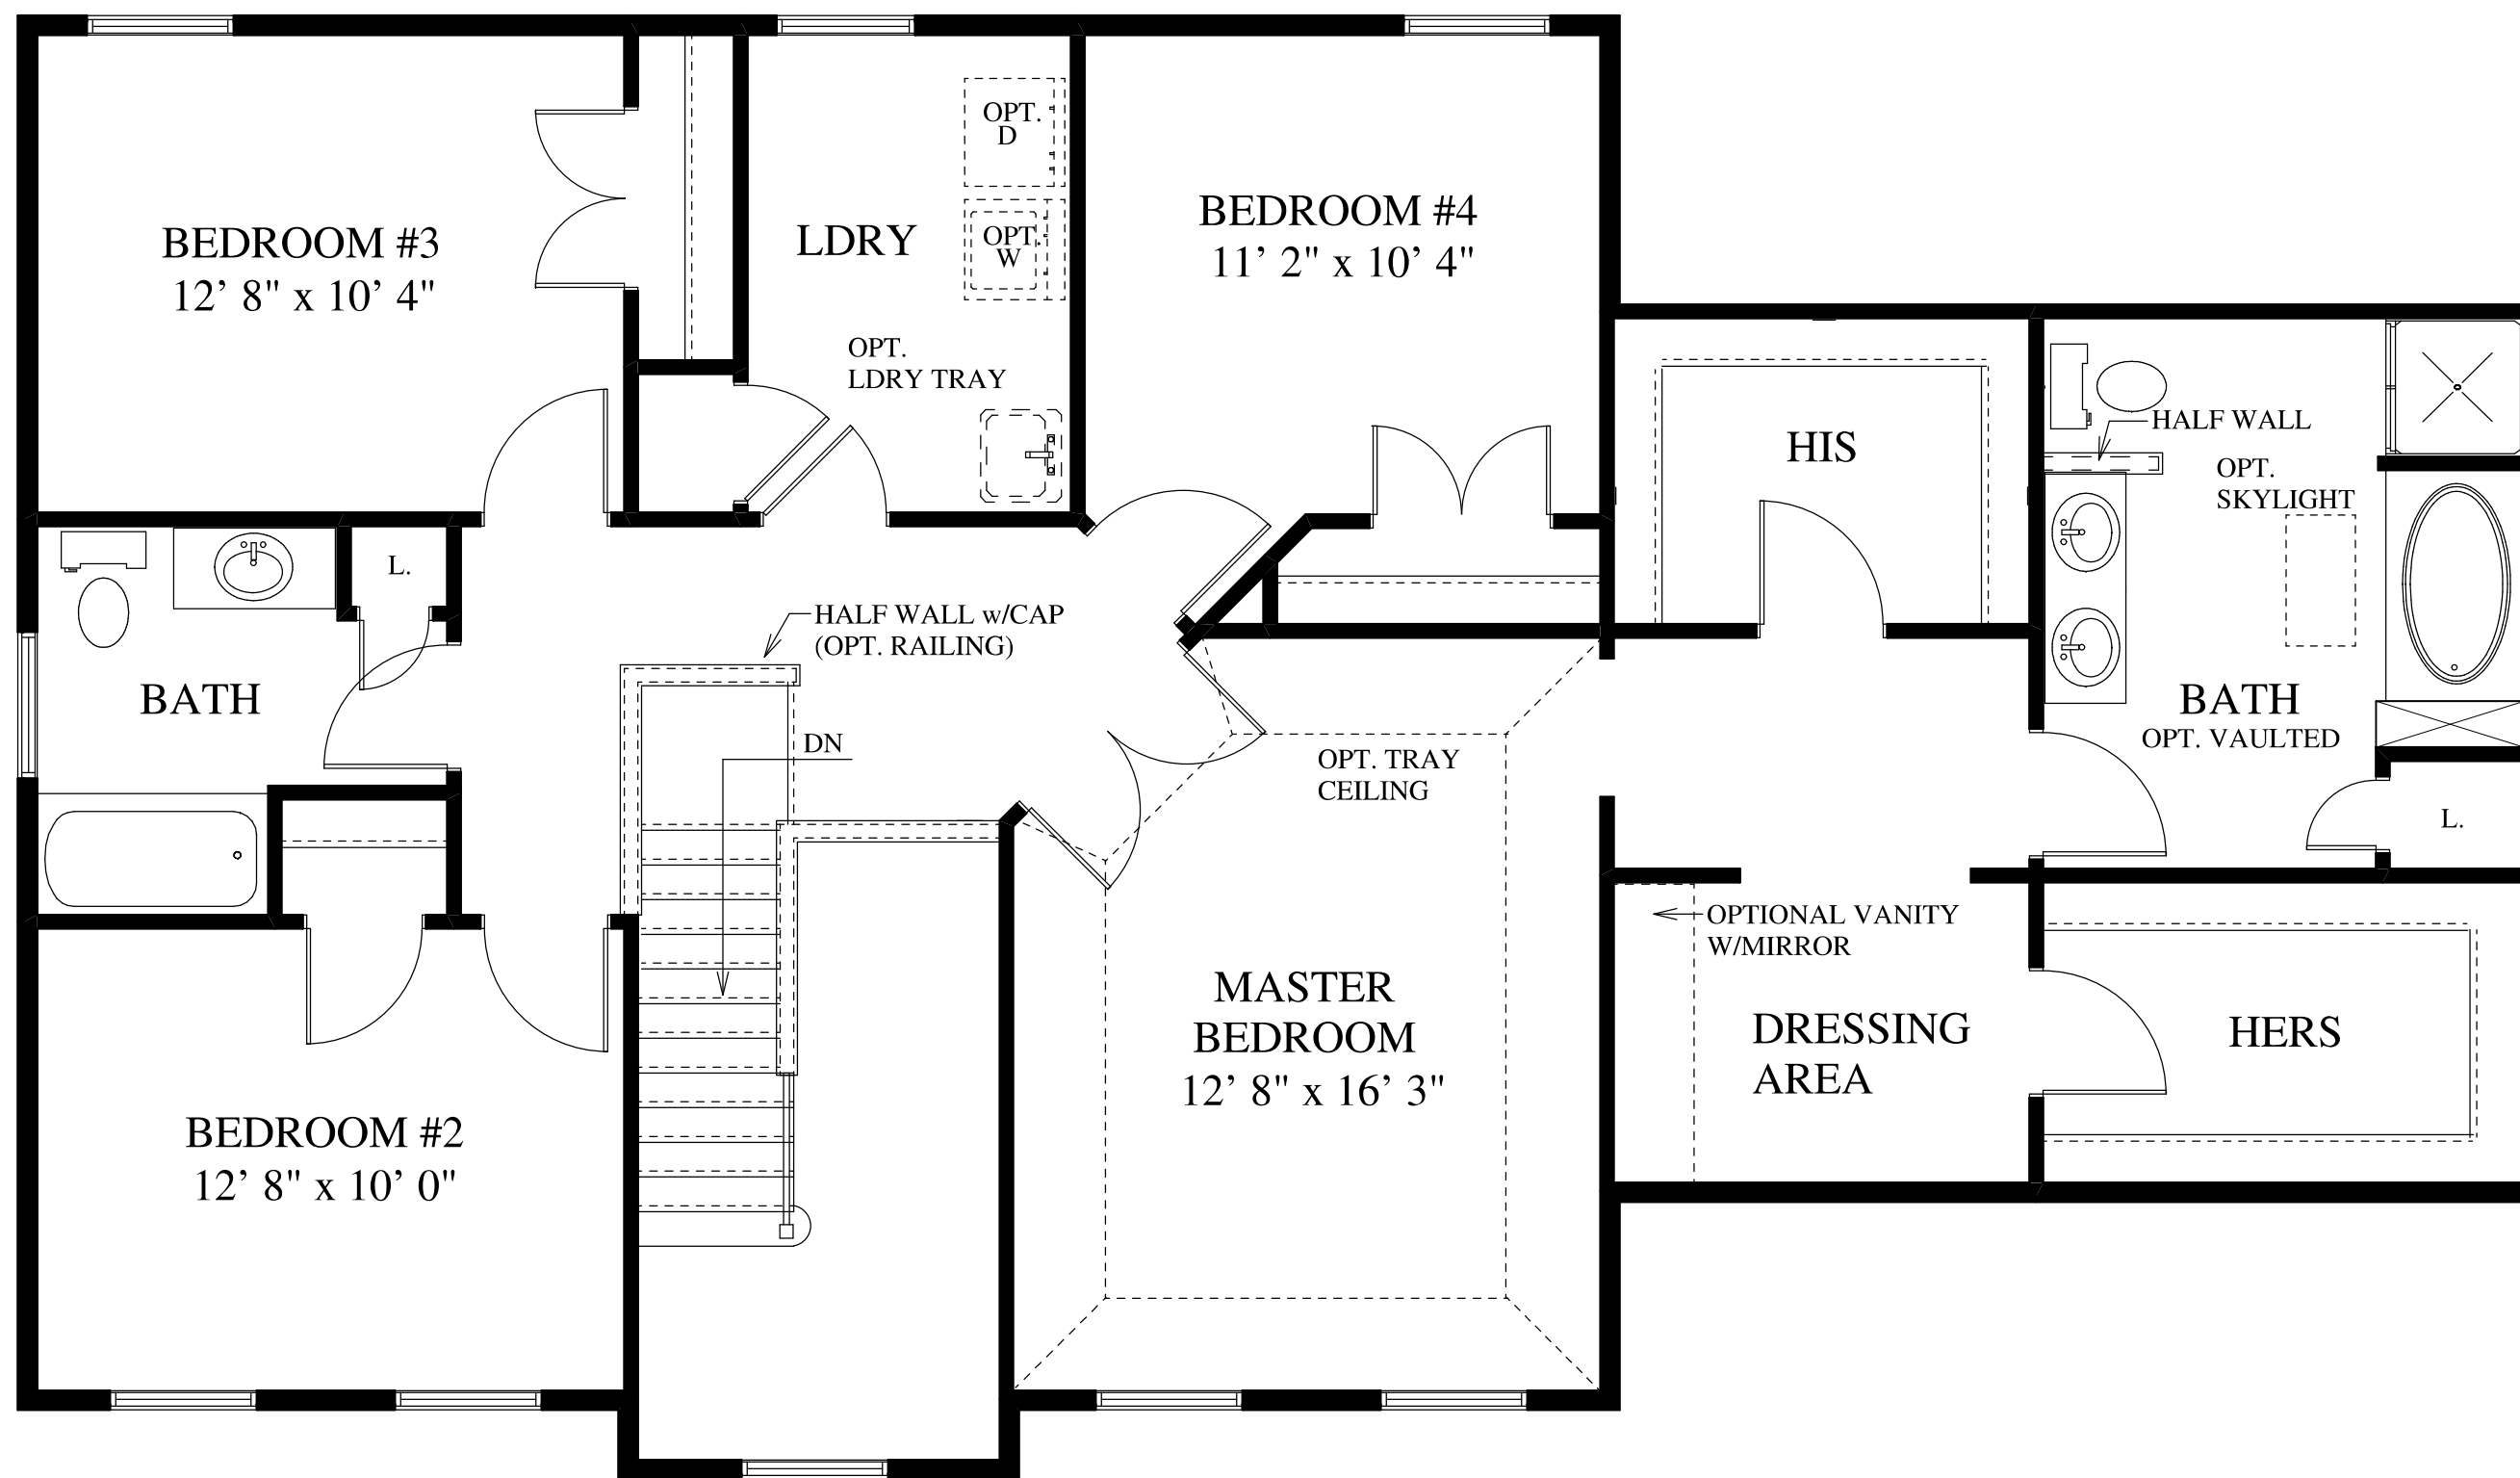 BEDROOM #3
12' 8" x 10' 4"
LDRY
OPT.
D
OPT.
W
OPT.
LDRY TRAY
BEDROOM #4
11' 2" x 10' 4"
HIS
HALF WALL
OPT.
SKYLIGHT
L.
BATH
HALF WALL w/CAP
(OPT. RAILING)
DN
OPT. TRAY
CEILING
BATH
OPT. VAULTED
L.
OPTIONAL VANITY
W/MIRROR
MASTER
BEDROOM
12' 8" x 16' 3"
DRESSING
AREA
HERS
BEDROOM #2
12' 8" x 10' 0"